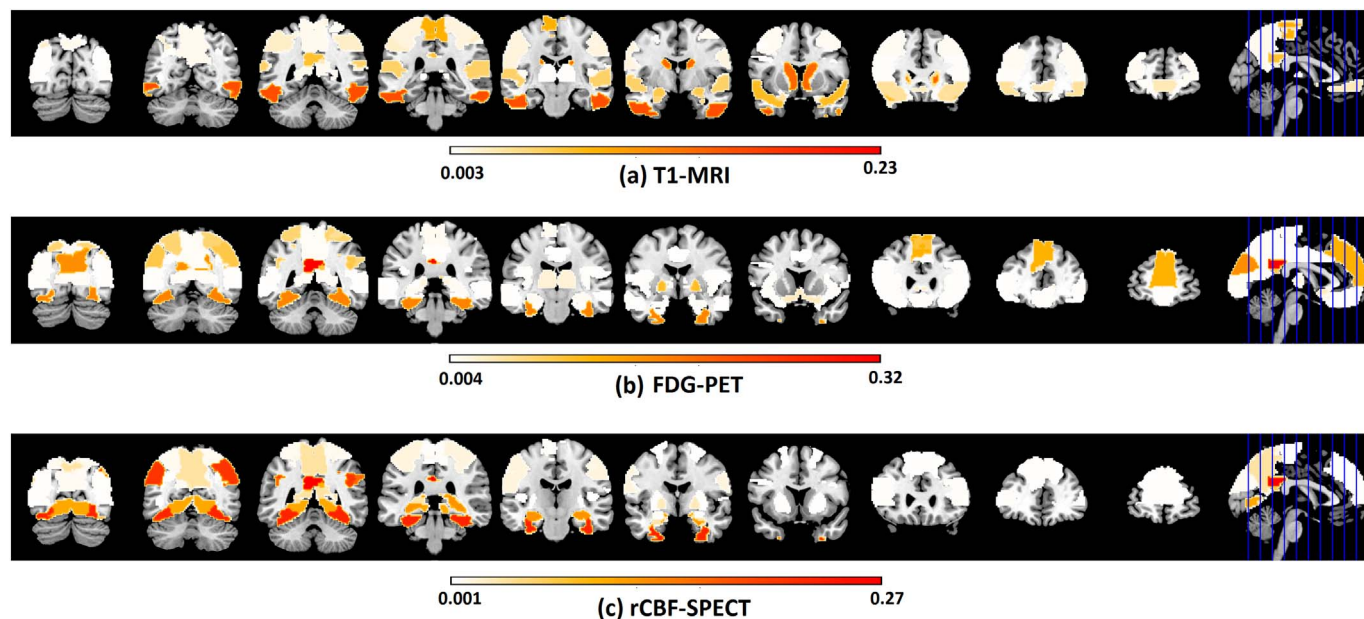 0.003
0.23
(a) T1-MRI
0.004
0.32
(b) FDG-PET
0.001
0.27
(c) rCBF-SPECT